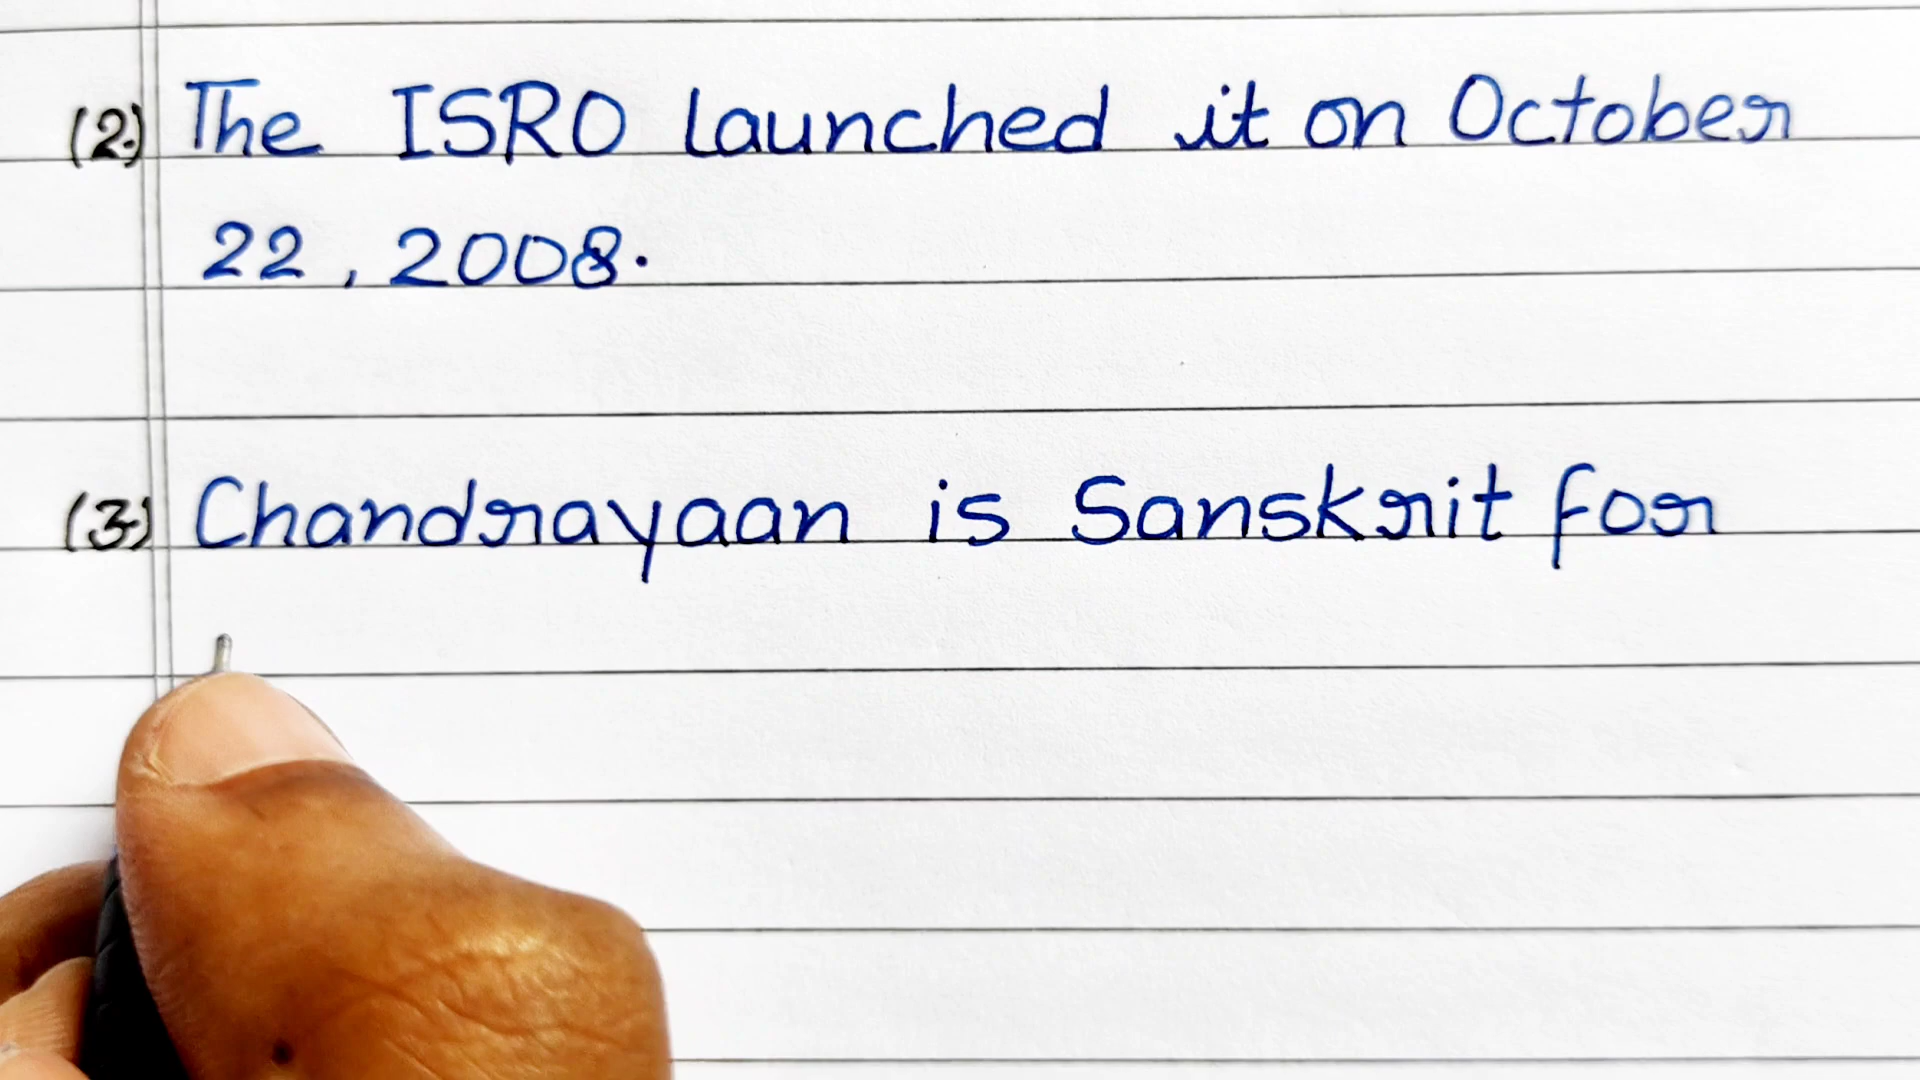 (2) The ISRO launched it on October
22, 2008.
(3) Chandrayaan is Sanskrit for